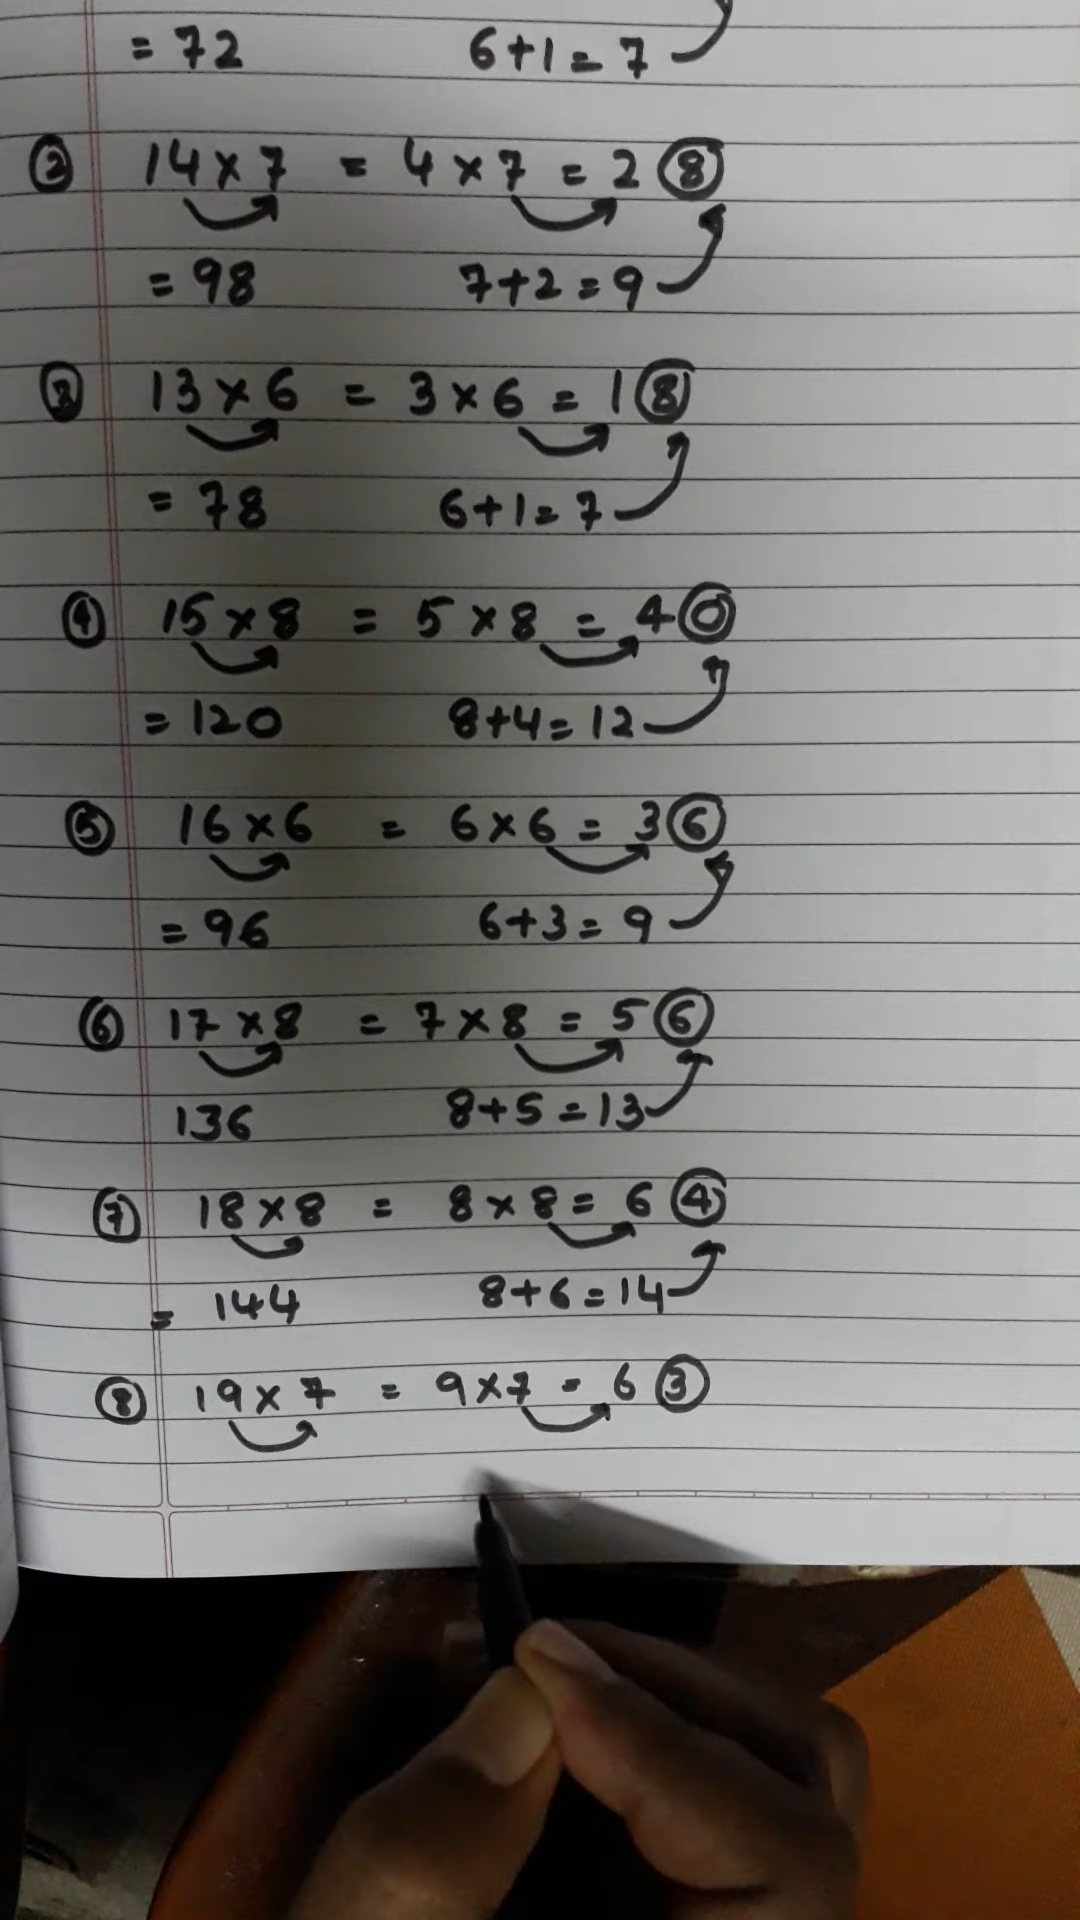 = 72 6+1=7
② 14×7 = 4×7 = 28
= 98 7+2=9
③ 13×6 = 3×6 = 18
= 78 6+1=7
④ 15×8 = 5×8 = 40
= 120 8+4=12
⑤ 16×6 = 6×6 = 36
= 96 6+3=9
⑥ 17×8 = 7×8 = 56
136 8+5=13
⑦ 18×8 = 8×8 = 64
= 144 8+6=14
⑧ 19×7 = 9×7 = 63